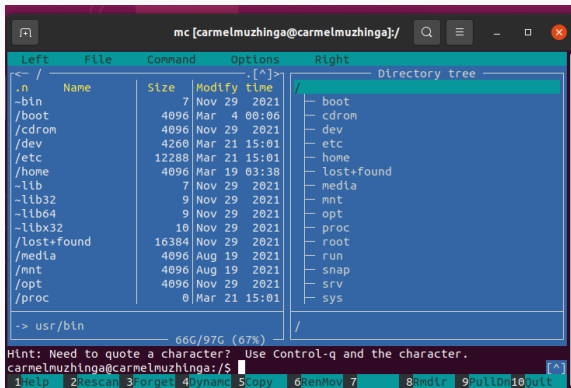 mc [carmelmuzhinga@carmelmuzhinga]:/
Left File Command Options Right
<- / .[^]>
.n Name Size Modify time
~bin 7 Nov 29 2021
/boot 4096 Mar 4 00:06
/cdrom 4096 Nov 29 2021
/dev 4260 Mar 21 15:01
/etc 12288 Mar 21 15:01
/home 4096 Mar 19 03:38
~lib 7 Nov 29 2021
~lib32 9 Nov 29 2021
~lib64 9 Nov 29 2021
~libx32 10 Nov 29 2021
/lost+found 16384 Nov 29 2021
/media 4096 Aug 19 2021
/mnt 4096 Aug 19 2021
/opt 4096 Nov 29 2021
/proc 0 Mar 21 15:01
-> usr/bin
66G/97G (67%)
Directory tree
/
boot
cdrom
dev
etc
home
lost+found
media
mnt
opt
proc
root
run
snap
srv
sys
/
Hint: Need to quote a character? Use Control-q and the character.
carmelmuzhinga@carmelmuzhinga:/$ [^]
1Help 2Rescan 3Forget 4Dynamc 5Copy 6RenMov 7 8Rmdir 9PullDn 10Quit